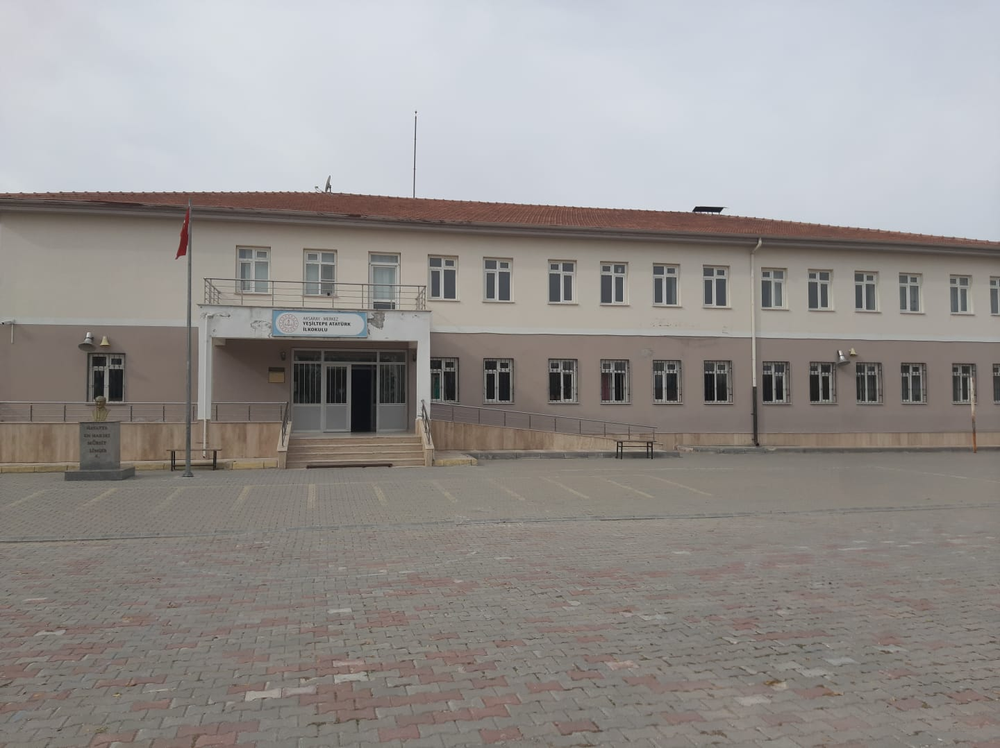 AKSARAY - MERKEZ
YEŞİLTEPE ATATÜRK
İLKOKULU
HAYATTA
EN HAKİKİ
MÜRŞİT
İLİMDİR